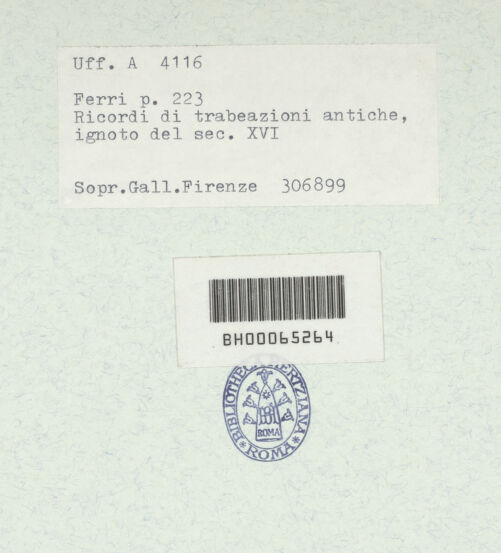 Uff. A 4116
Ferri p. 223
Ricordi di trabeazioni antiche,
ignoto del sec. XVI
Sopr.Gall.Firenze 306899
BH00065264
BIBLIOTHECA HERTZIANA
ROMA
ROMA